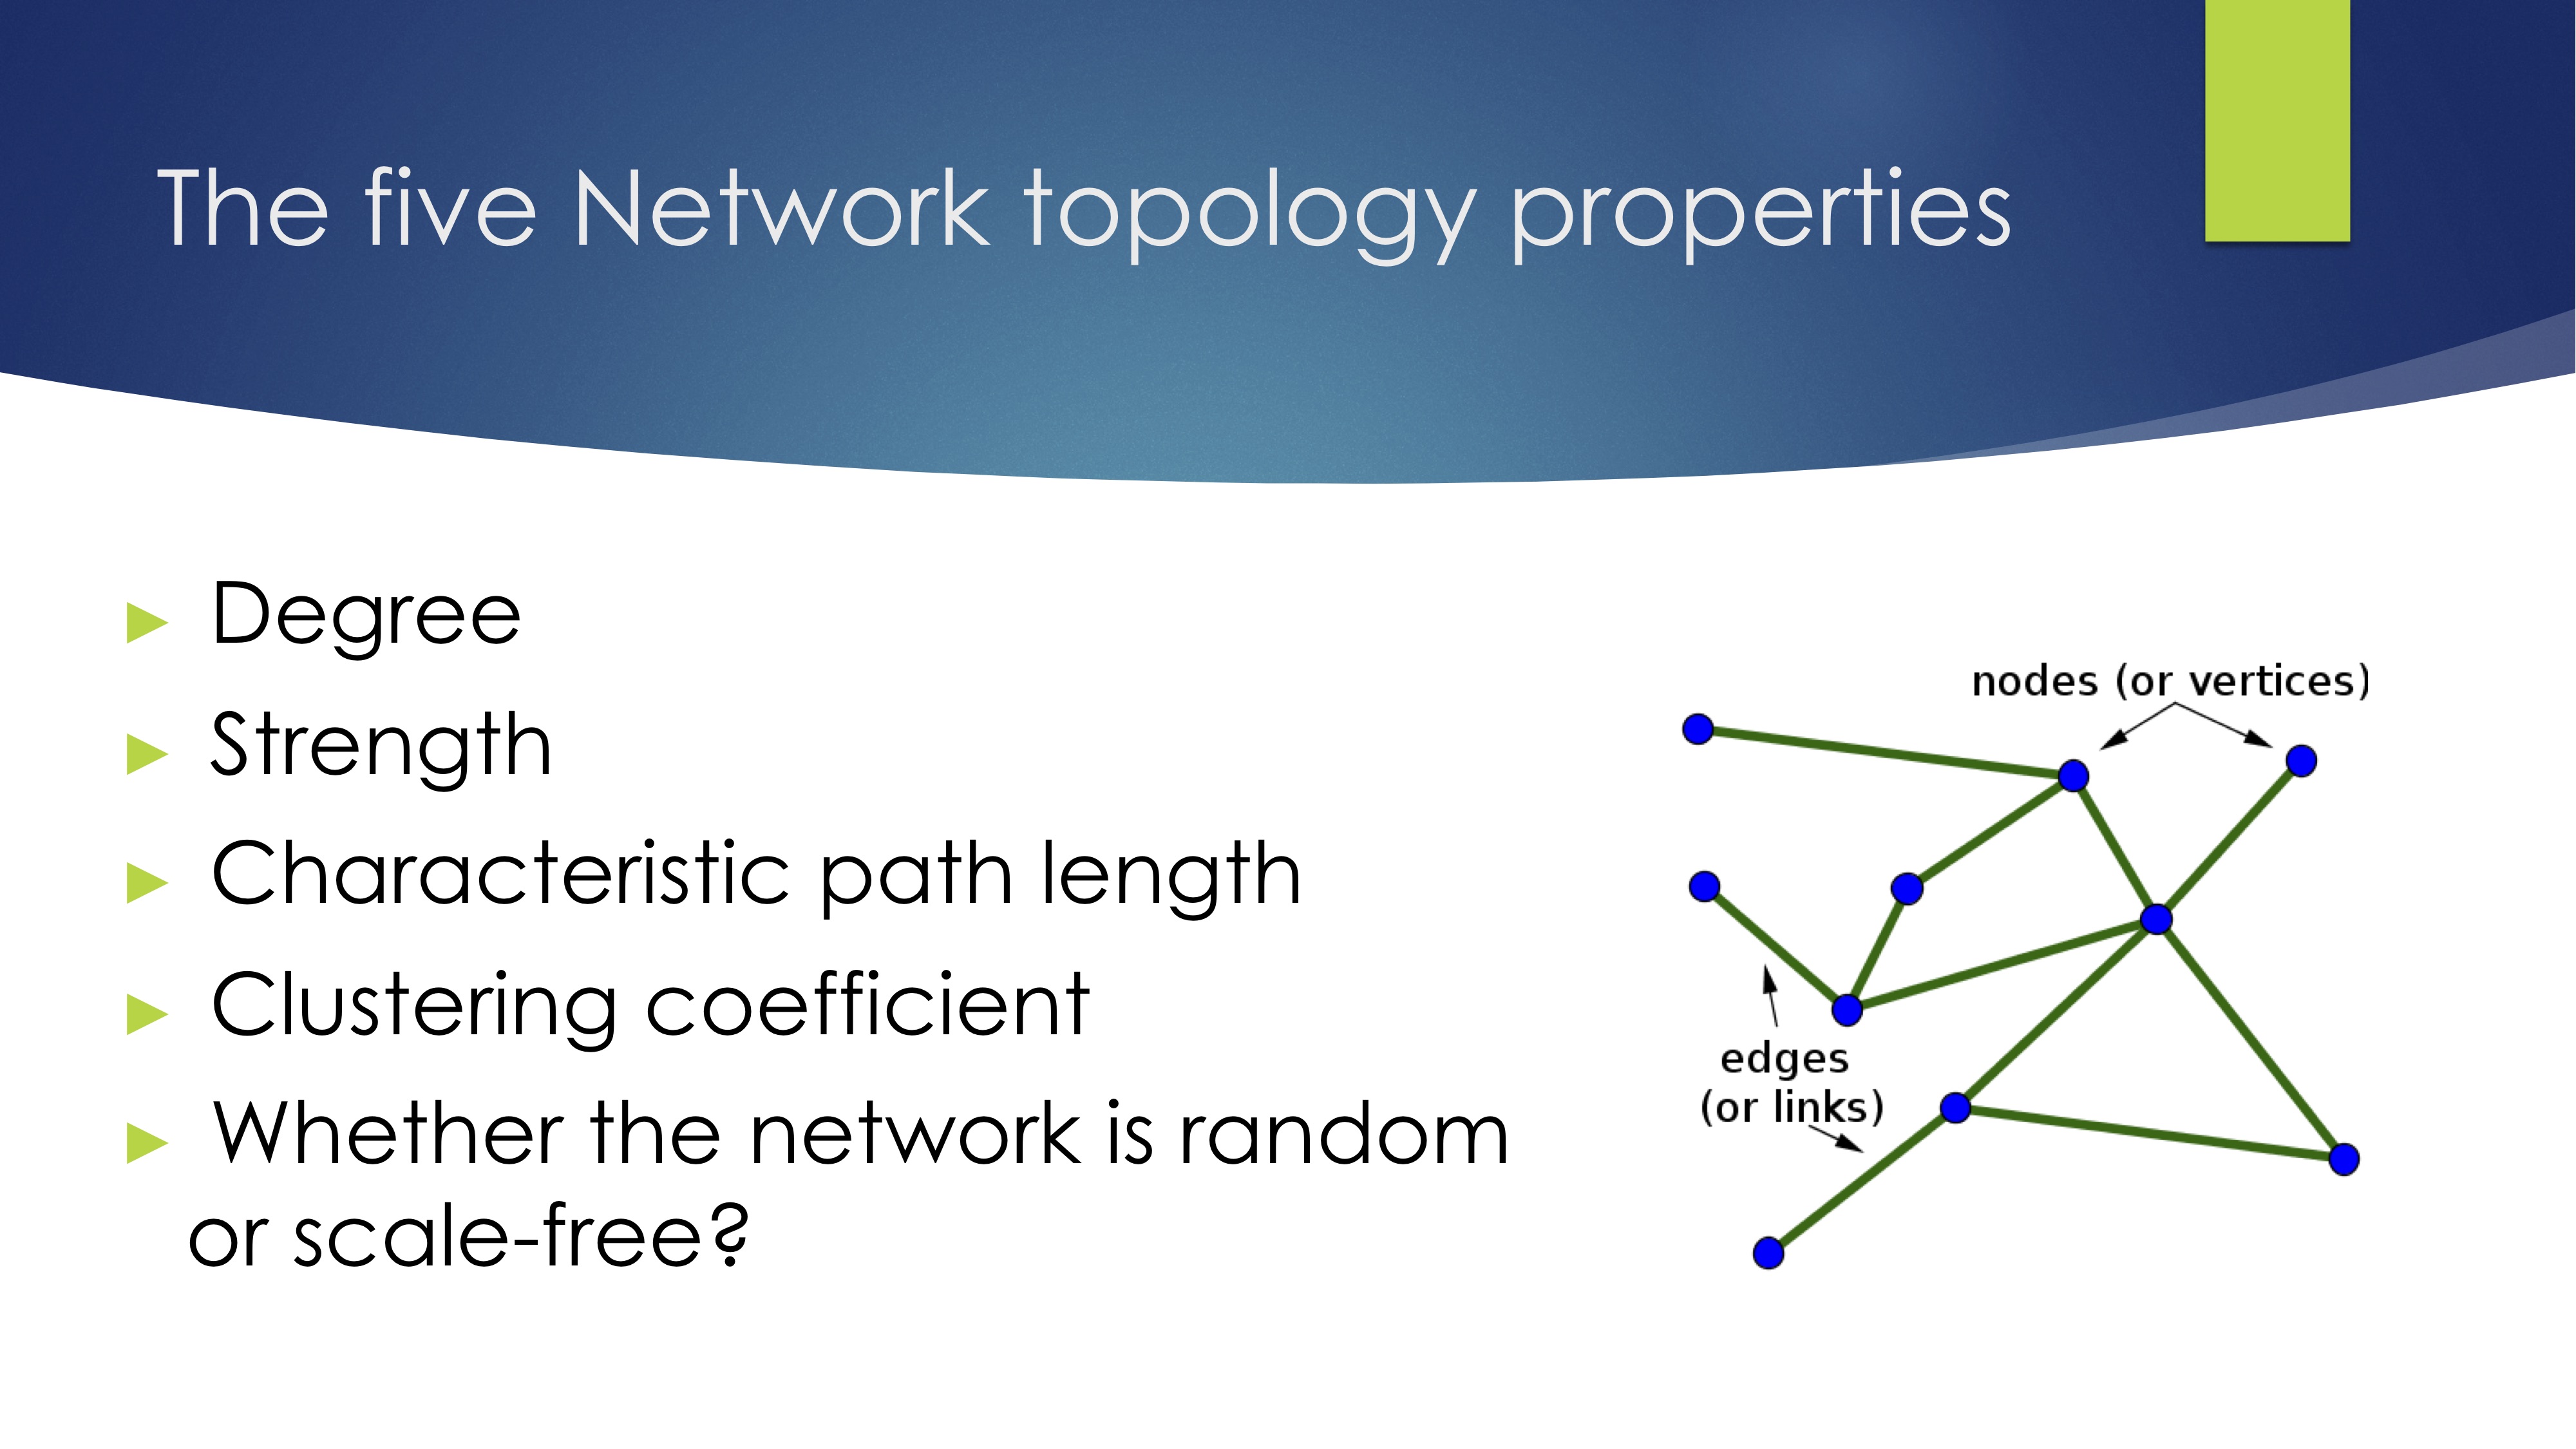 The five Network topology properties
Degree
Strength
Characteristic path length
Clustering coefficient
Whether the network is random
or scale-free?
nodes (or vertices)
edges
(or links)